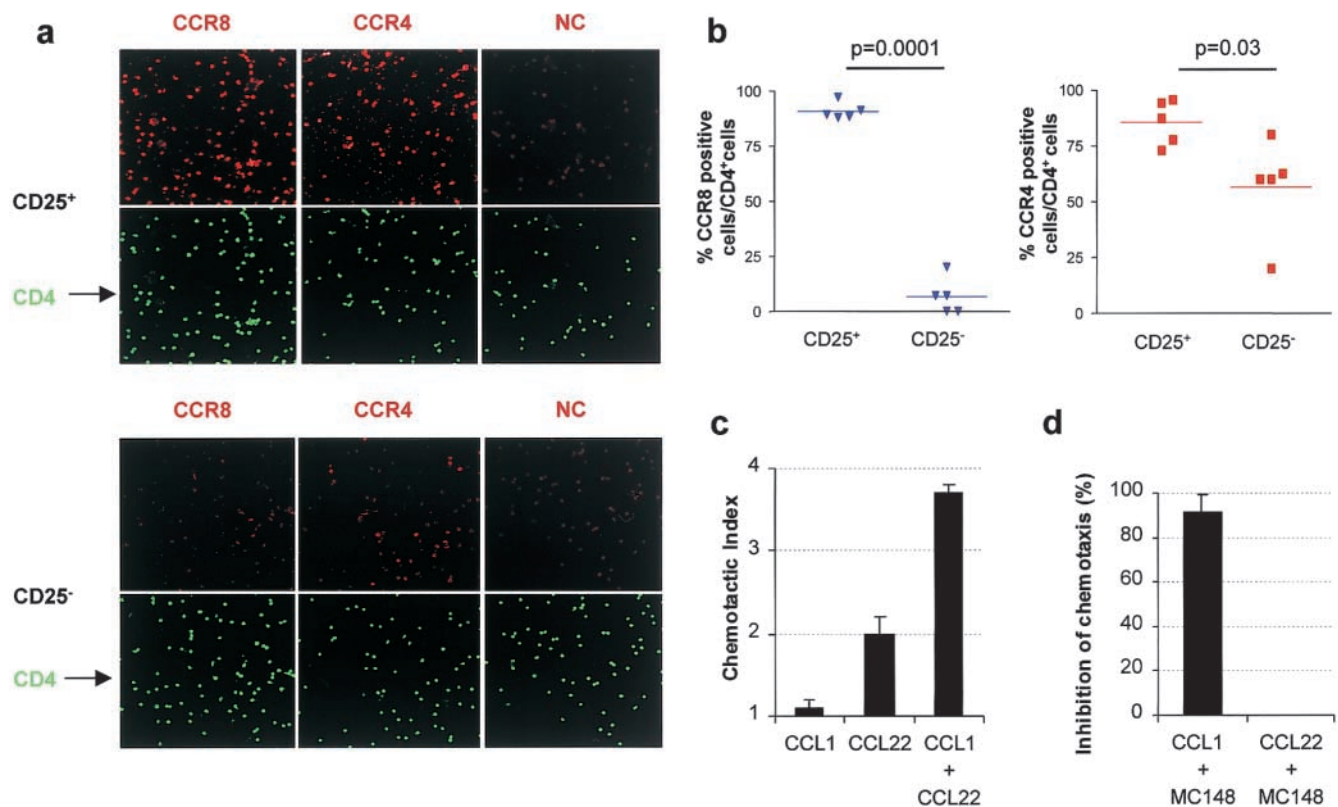 a
CCR8 CCR4 NC
CD25+
CD4
CCR8 CCR4 NC
CD25-
CD4
b
p=0.0001
% CCR8 positive
cells/CD4+cells
100
75
50
25
0
CD25+ CD25-
p=0.03
% CCR4 positive
cells/CD4+ cells
100
75
50
25
0
CD25+ CD25-
c
Chemotactic Index
4
3
2
1
CCL1 CCL22 CCL1
+
CCL22
d
Inhibition of chemotaxis (%)
100
80
60
40
20
0
CCL1 CCL22
+ +
MC148 MC148